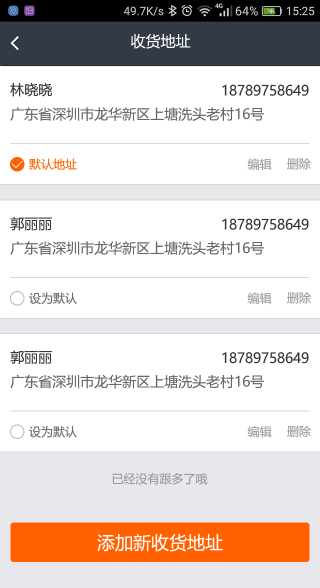 49.7K/s 4G 64% 15:25
收货地址
林晓晓 18789758649
广东省深圳市龙华新区上塘洗头老村16号
默认地址 编辑 删除
郭丽丽 18789758649
广东省深圳市龙华新区上塘洗头老村16号
设为默认 编辑 删除
郭丽丽 18789758649
广东省深圳市龙华新区上塘洗头老村16号
设为默认 编辑 删除
已经没有跟多了哦
添加新收货地址